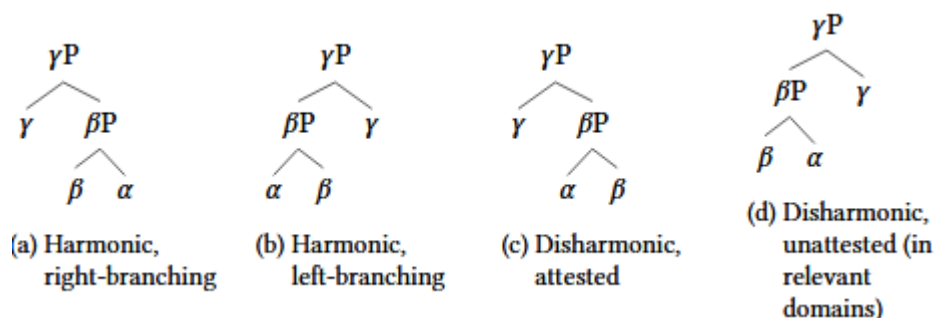 γP γP γP γP
γ βP βP γ γ βP βP γ
β α α β α β β α
(a) Harmonic, right-branching
(b) Harmonic, left-branching
(c) Disharmonic, attested
(d) Disharmonic, unattested (in relevant domains)